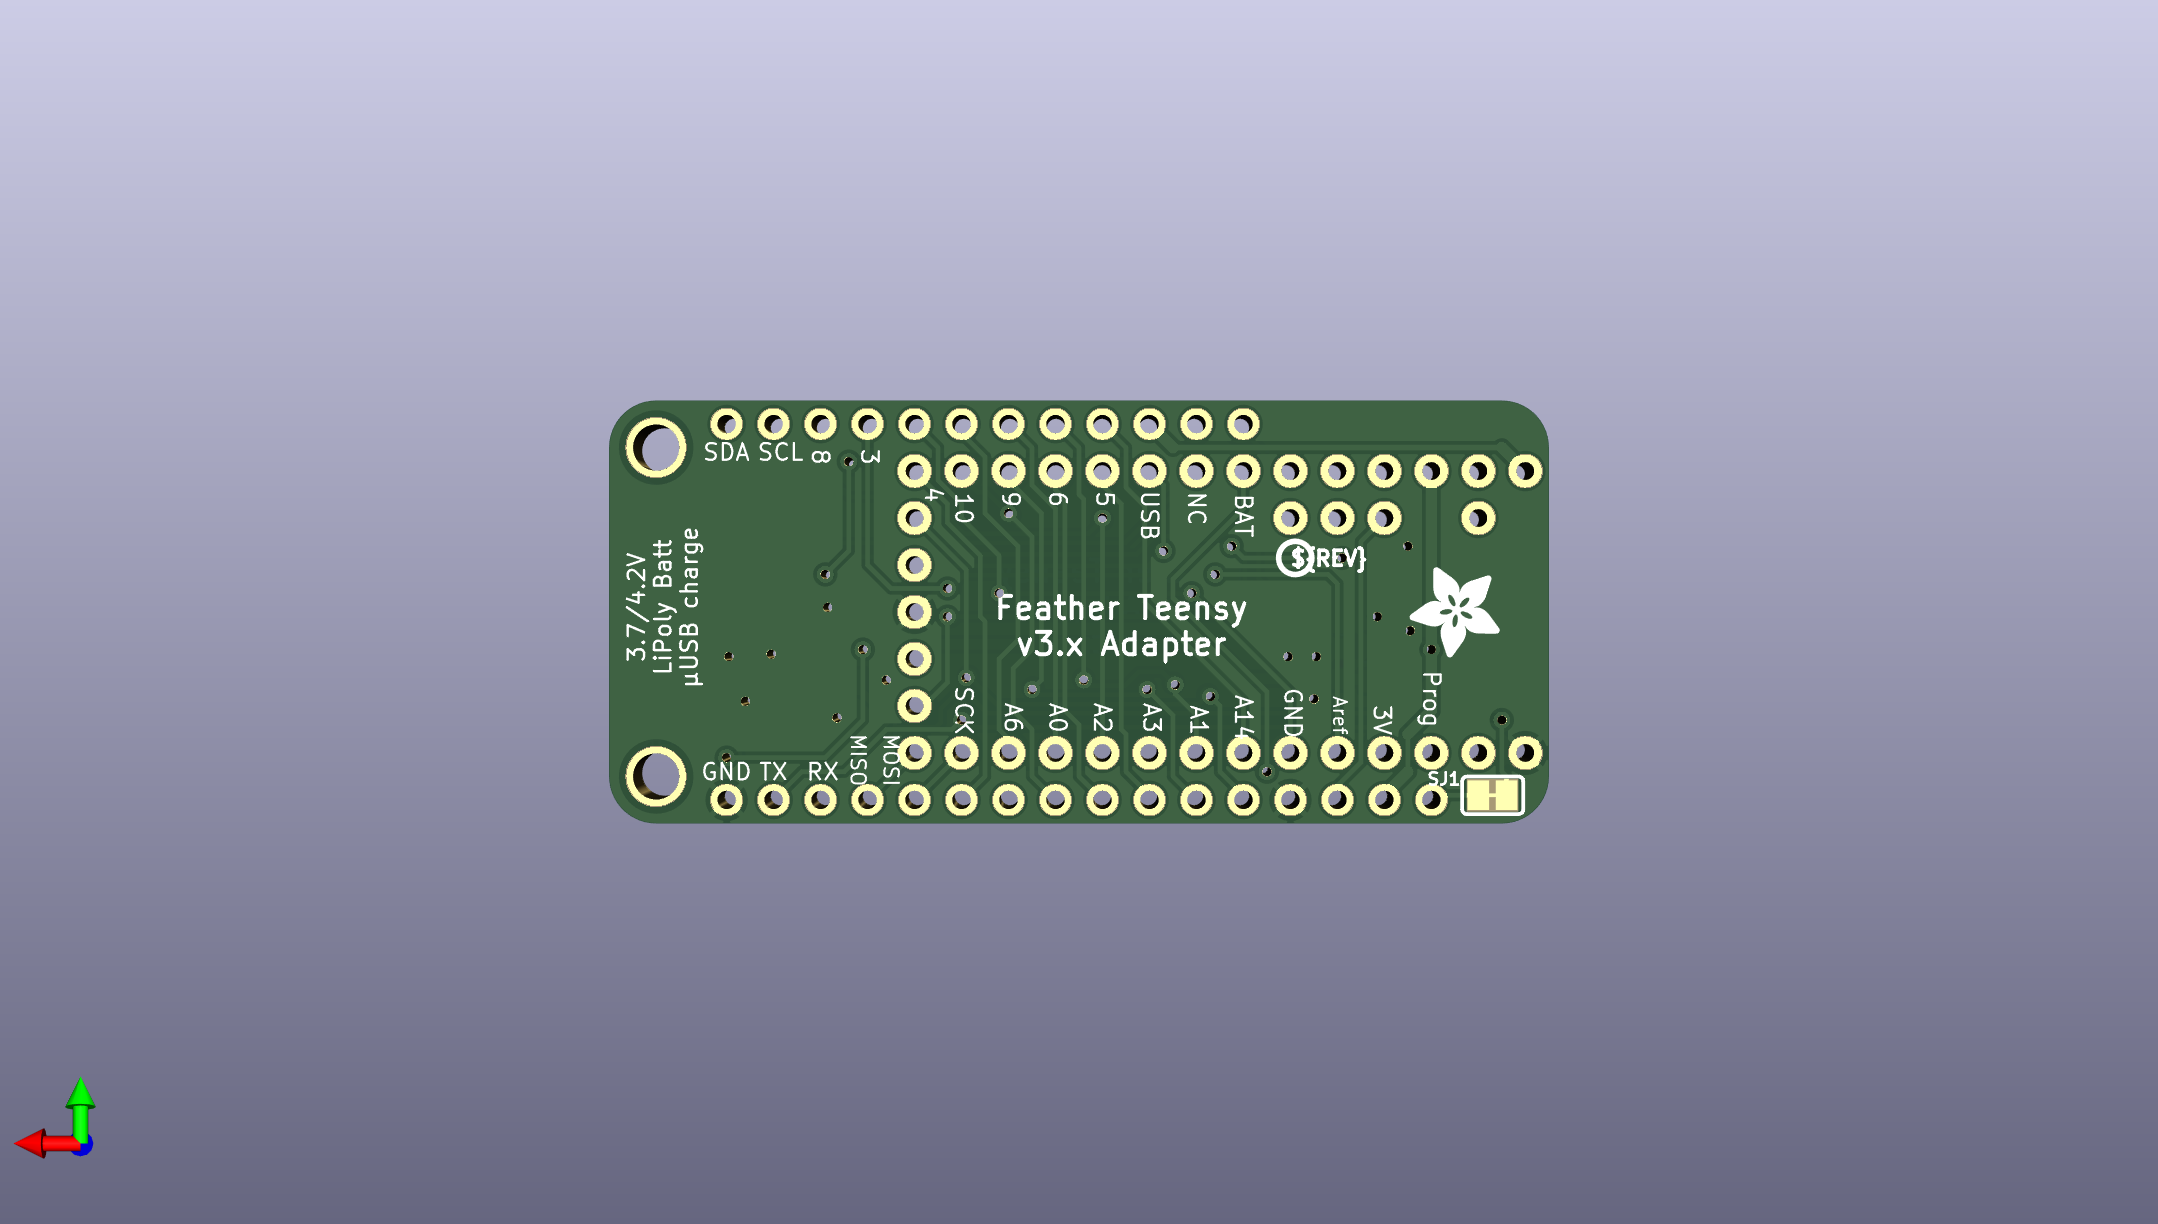 SDA SCL 8 3
4 10 9 6 5 USB NC BAT
${REV}
3.7/4.2V
LiPoly Batt
µUSB charge
Feather Teensy
v3.x Adapter
SCK A6 A0 A2 A3 A1 A14 GND Aref 3V Prog
GND TX RX MISO MOSI
SJ1